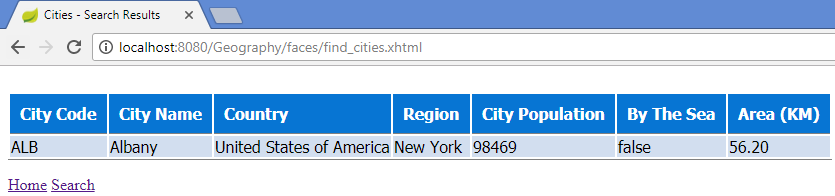 Cities - Search Results
localhost:8080/Geography/faces/find_cities.xhtml
City Code City Name Country Region City Population By The Sea Area (KM)
ALB Albany United States of America New York 98469 false 56.20
Home Search